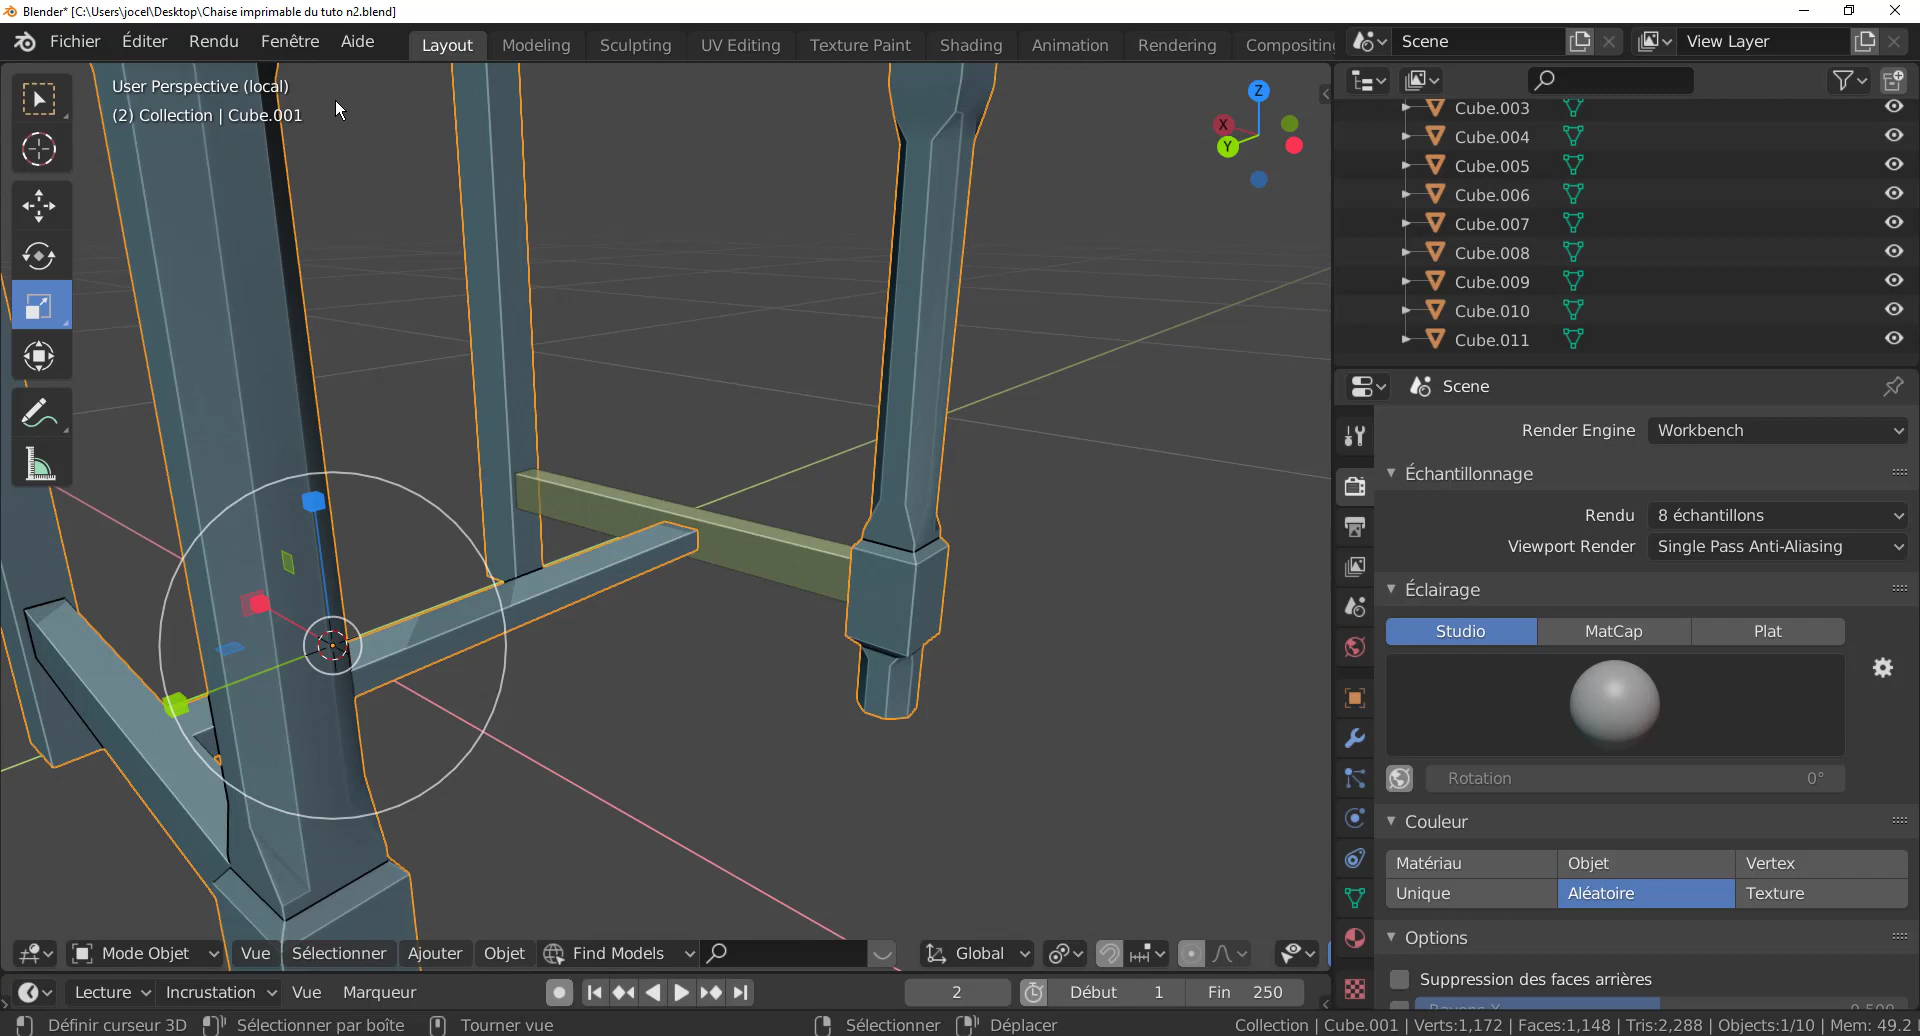 Blender* [C:\Users\jocel\Desktop\Chaise imprimable du tuto n2.blend]
Fichier Éditer Rendu Fenêtre Aide Layout Modeling Sculpting UV Editing Texture Paint Shading Animation Rendering Compositing Scene View Layer
User Perspective (local)
(2) Collection | Cube.001
Z
X
Y
Cube.003
Cube.004
Cube.005
Cube.006
Cube.007
Cube.008
Cube.009
Cube.010
Cube.011
Scene
Render Engine Workbench
Échantillonnage
Rendu 8 échantillons
Viewport Render Single Pass Anti-Aliasing
Éclairage
Studio MatCap Plat
Rotation 0°
Couleur
Matériau Objet Vertex
Unique Aléatoire Texture
Options
Suppression des faces arrières
Rayons X 0.500
Mode Objet Vue Sélectionner Ajouter Objet Find Models Global
Lecture Incrustation Vue Marqueur 2 Début 1 Fin 250
Définir curseur 3D Sélectionner par boîte Tourner vue Sélectionner Déplacer Collection | Cube.001 | Verts:1,172 | Faces:1,148 | Tris:2,288 | Objects:1/10 | Mem: 49.2